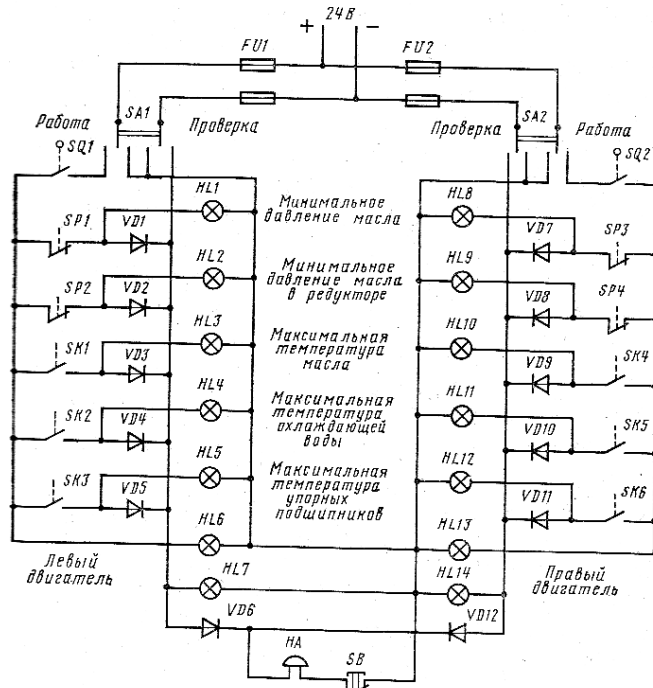 + 24В −
FU1 FU2
SA1 SA2
Работа Проверка Проверка Работа
SQ1 SQ2
HL1 HL8
Минимальное
давление масла
SP1 VD1 VD7 SP3
HL2 HL9
Минимальное
давление масла
в редукторе
SP2 VD2 VD8 SP4
HL3 HL10
Максимальная
температура
масла
SK1 VD3 VD9 SK4
HL4 HL11
Максимальная
температура
охлаждающей
воды
SK2 VD4 VD10 SK5
HL5 HL12
Максимальная
температура
упорных
подшипников
SK3 VD5 VD11 SK6
HL6 HL13
Левый
двигатель
Правый
двигатель
HL7 HL14
VD6 VD12
HA SB